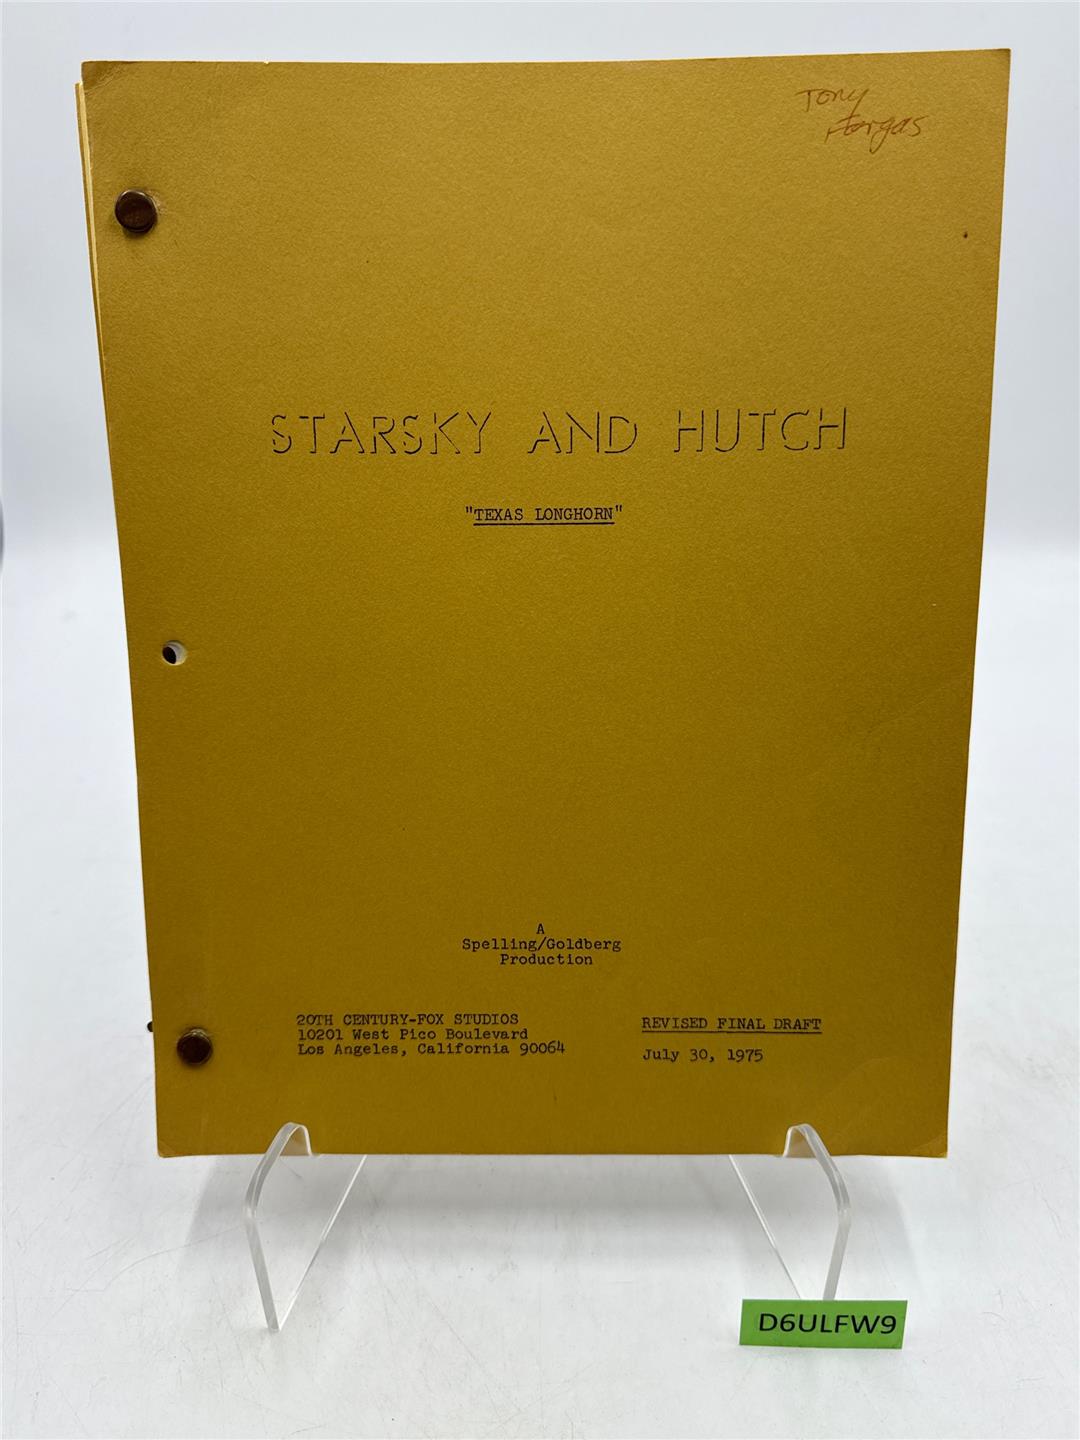 Tony
Fargas
STARSKY AND HUTCH
"TEXAS LONGHORN"
A
Spelling/Goldberg
Production
20TH CENTURY-FOX STUDIOS
10201 West Pico Boulevard
Los Angeles, California 90064
REVISED FINAL DRAFT
July 30, 1975
D6ULFW9